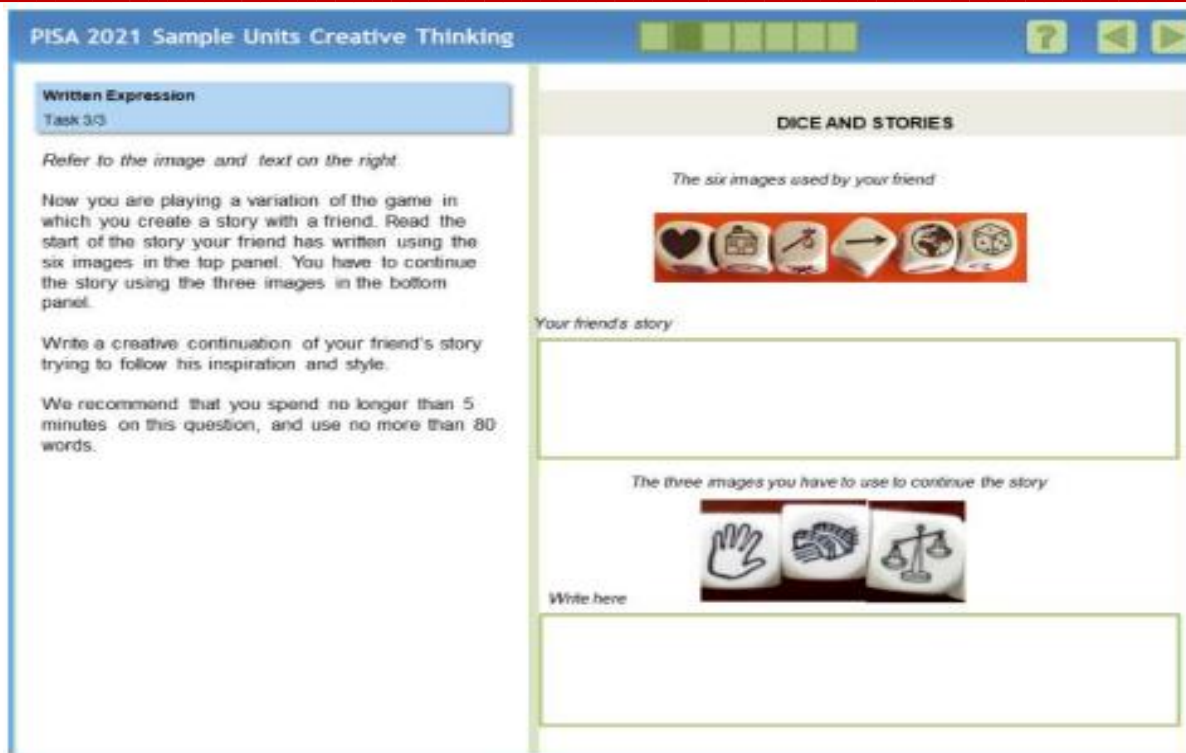 PISA 2021 Sample Units Creative Thinking
?
Written Expression
Task 3/3
Refer to the image and text on the right
Now you are playing a variation of the game in
which you create a story with a friend. Read the
start of the story your friend has written using the
six images in the top panel. You have to continue
the story using the three images in the bottom
panel.
Write a creative continuation of your friend's story
trying to follow his inspiration and style.
We recommend that you spend no longer than 5
minutes on this question, and use no more than 80
words.
DICE AND STORIES
The six images used by your friend
Your friend's story
The three images you have to use to continue the story
Write here